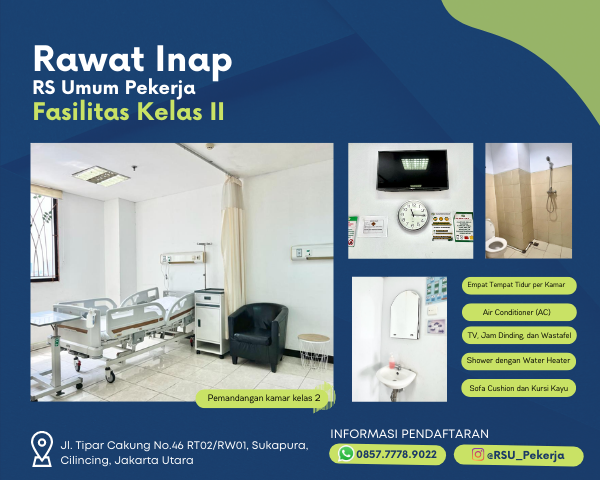 Rawat Inap
RS Umum Pekerja
Fasilitas Kelas II
Empat Tempat Tidur per Kamar
Air Conditioner (AC)
TV, Jam Dinding, dan Wastafel
Shower dengan Water Heater
Sofa Cushion dan Kursi Kayu
Pemandangan kamar kelas 2
Jl. Tipar Cakung No.46 RT02/RW01, Sukapura,
Cilincing, Jakarta Utara
INFORMASI PENDAFTARAN
0857.7778.9022
@RSU_Pekerja